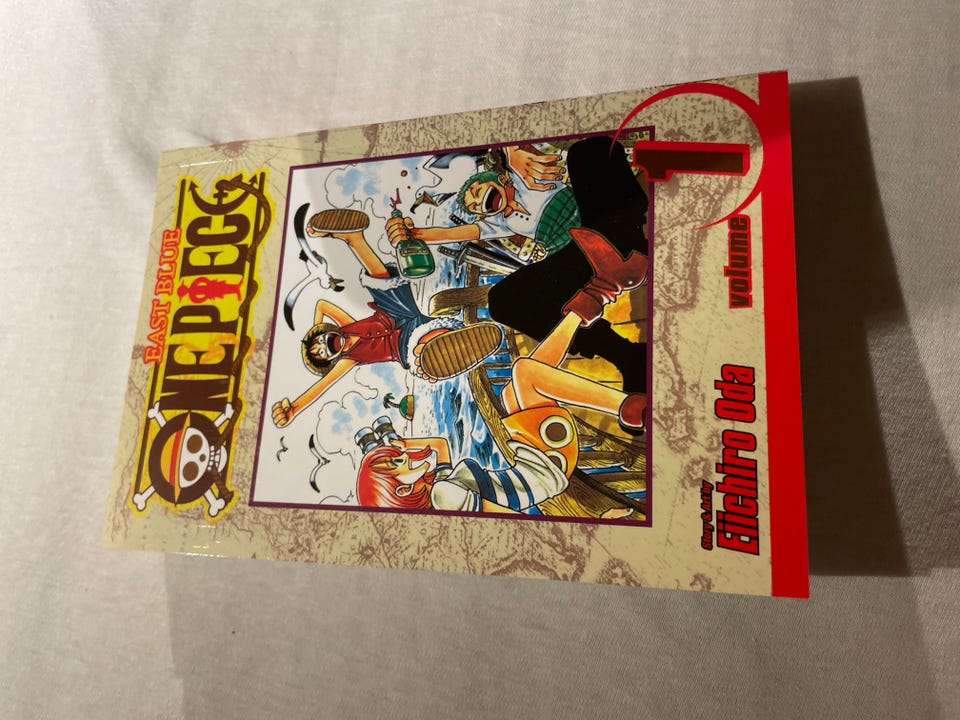 EAST BLUE
ONE PIECE
volume
1
Story & Art by
Eiichiro Oda